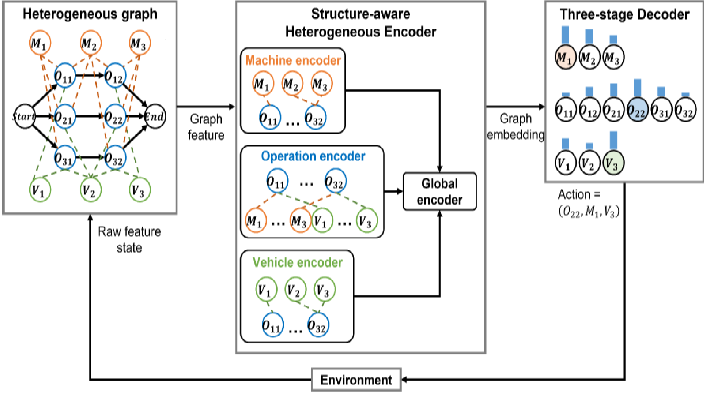 Heterogeneous graph
M₁ M₂ M₃
O₁₁ O₁₂
Start O₂₁ O₂₂ End
O₃₁ O₃₂
V₁ V₂ V₃
Graph
feature
Raw feature
state
Structure-aware
Heterogeneous Encoder
Machine encoder
M₁ M₂ M₃
O₁₁ ... O₃₂
Operation encoder
O₁₁ ... O₃₂
M₁ ... M₃ V₁ ... V₃
Vehicle encoder
V₁ V₂ V₃
O₁₁ ... O₃₂
Global
encoder
Graph
embedding
Three-stage Decoder
M₁ M₂ M₃
O₁₁ O₁₂ O₂₁ O₂₂ O₃₁ O₃₂
V₁ V₂ V₃
Action =
(O₂₂, M₁, V₃)
Environment